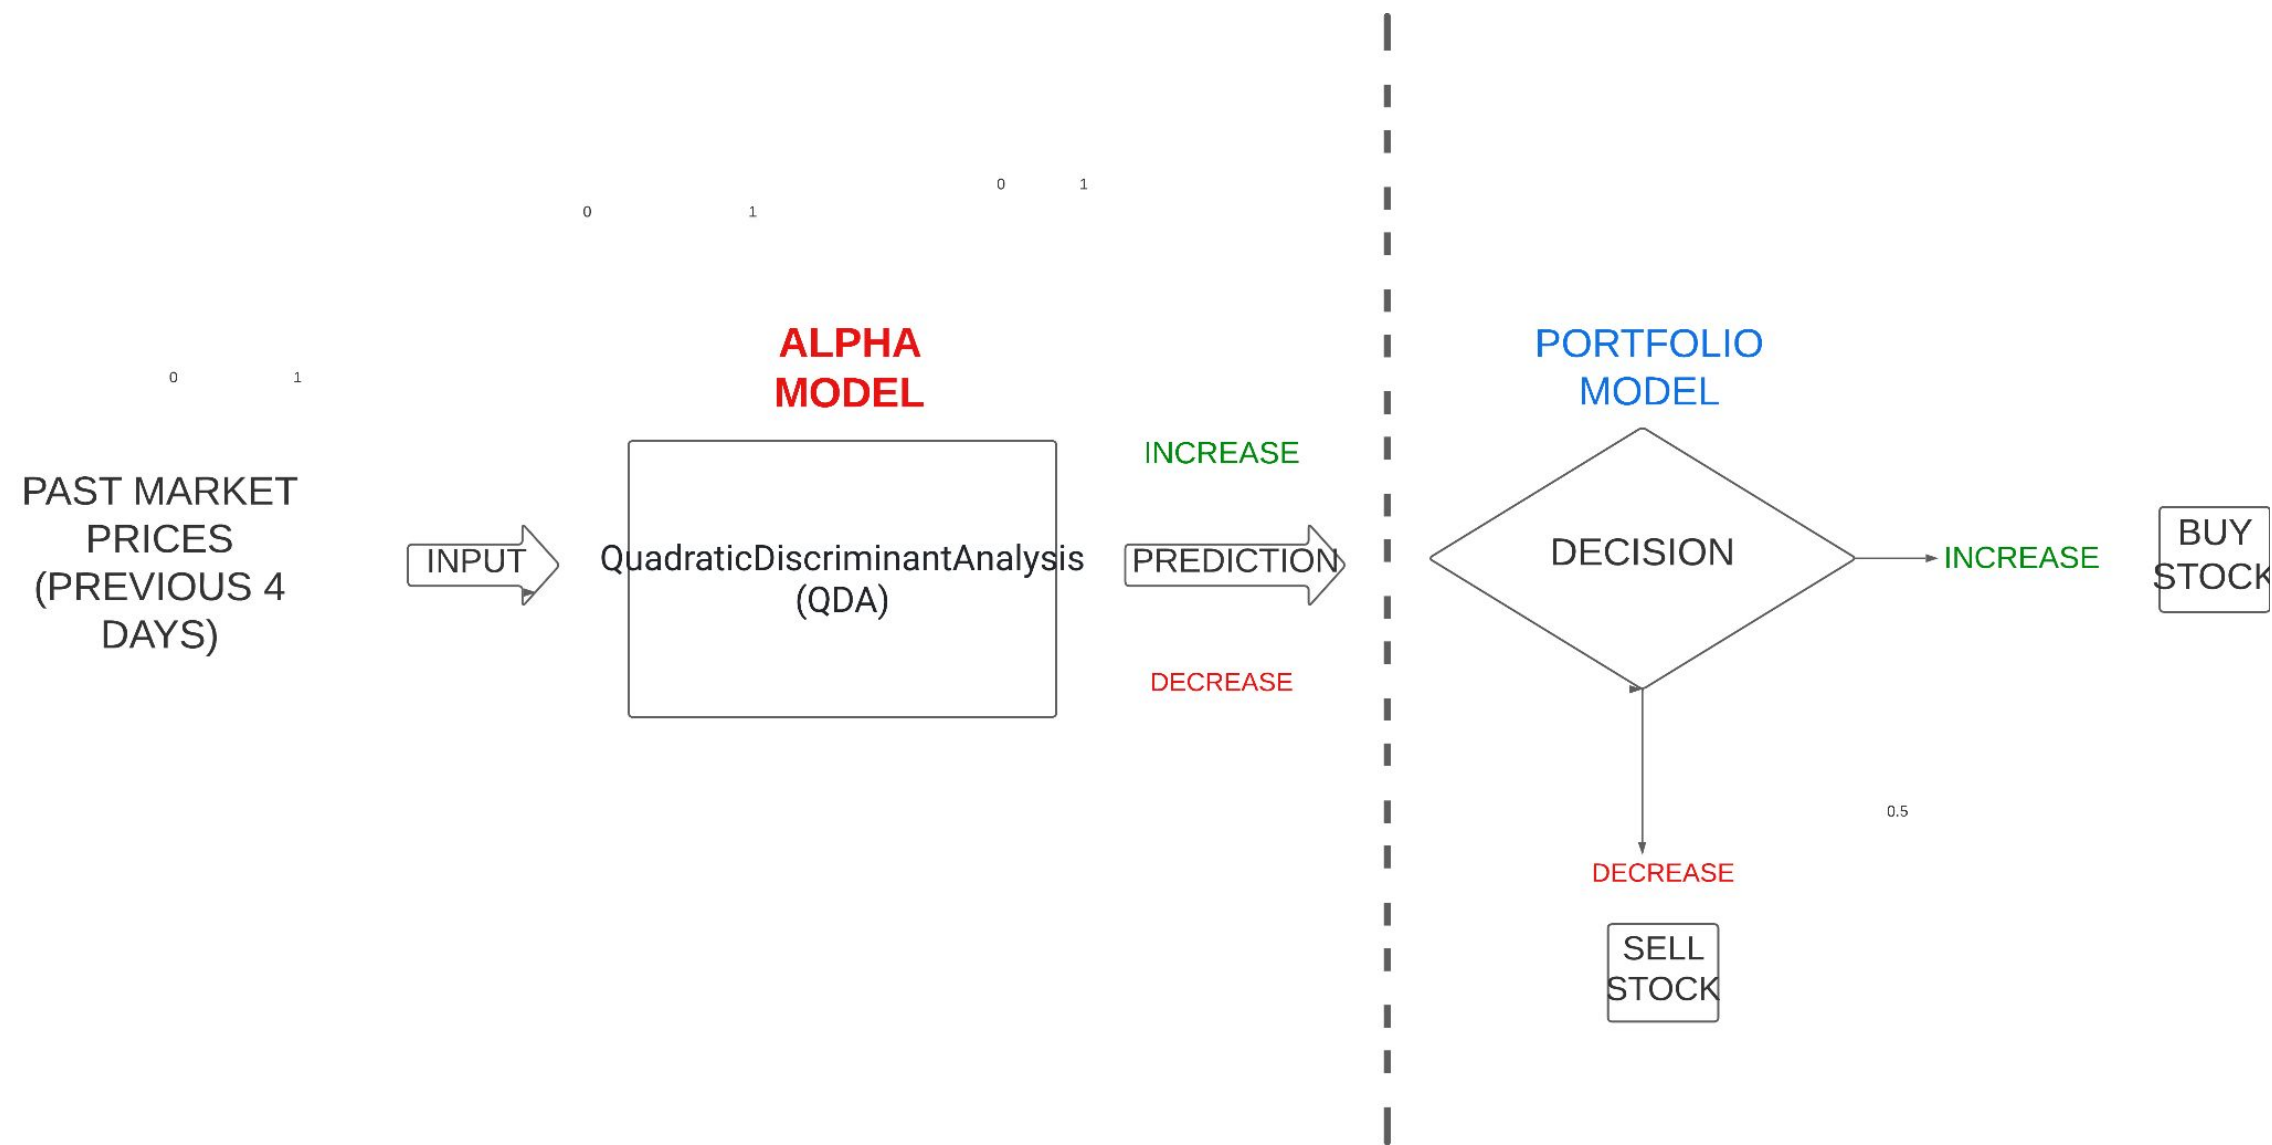 0 1
0 1
0 1
PAST MARKET
PRICES
(PREVIOUS 4
DAYS)
INPUT
ALPHA
MODEL
QuadraticDiscriminantAnalysis
(QDA)
INCREASE
PREDICTION
DECREASE
PORTFOLIO
MODEL
DECISION
INCREASE
BUY
STOCK
0.5
DECREASE
SELL
STOCK